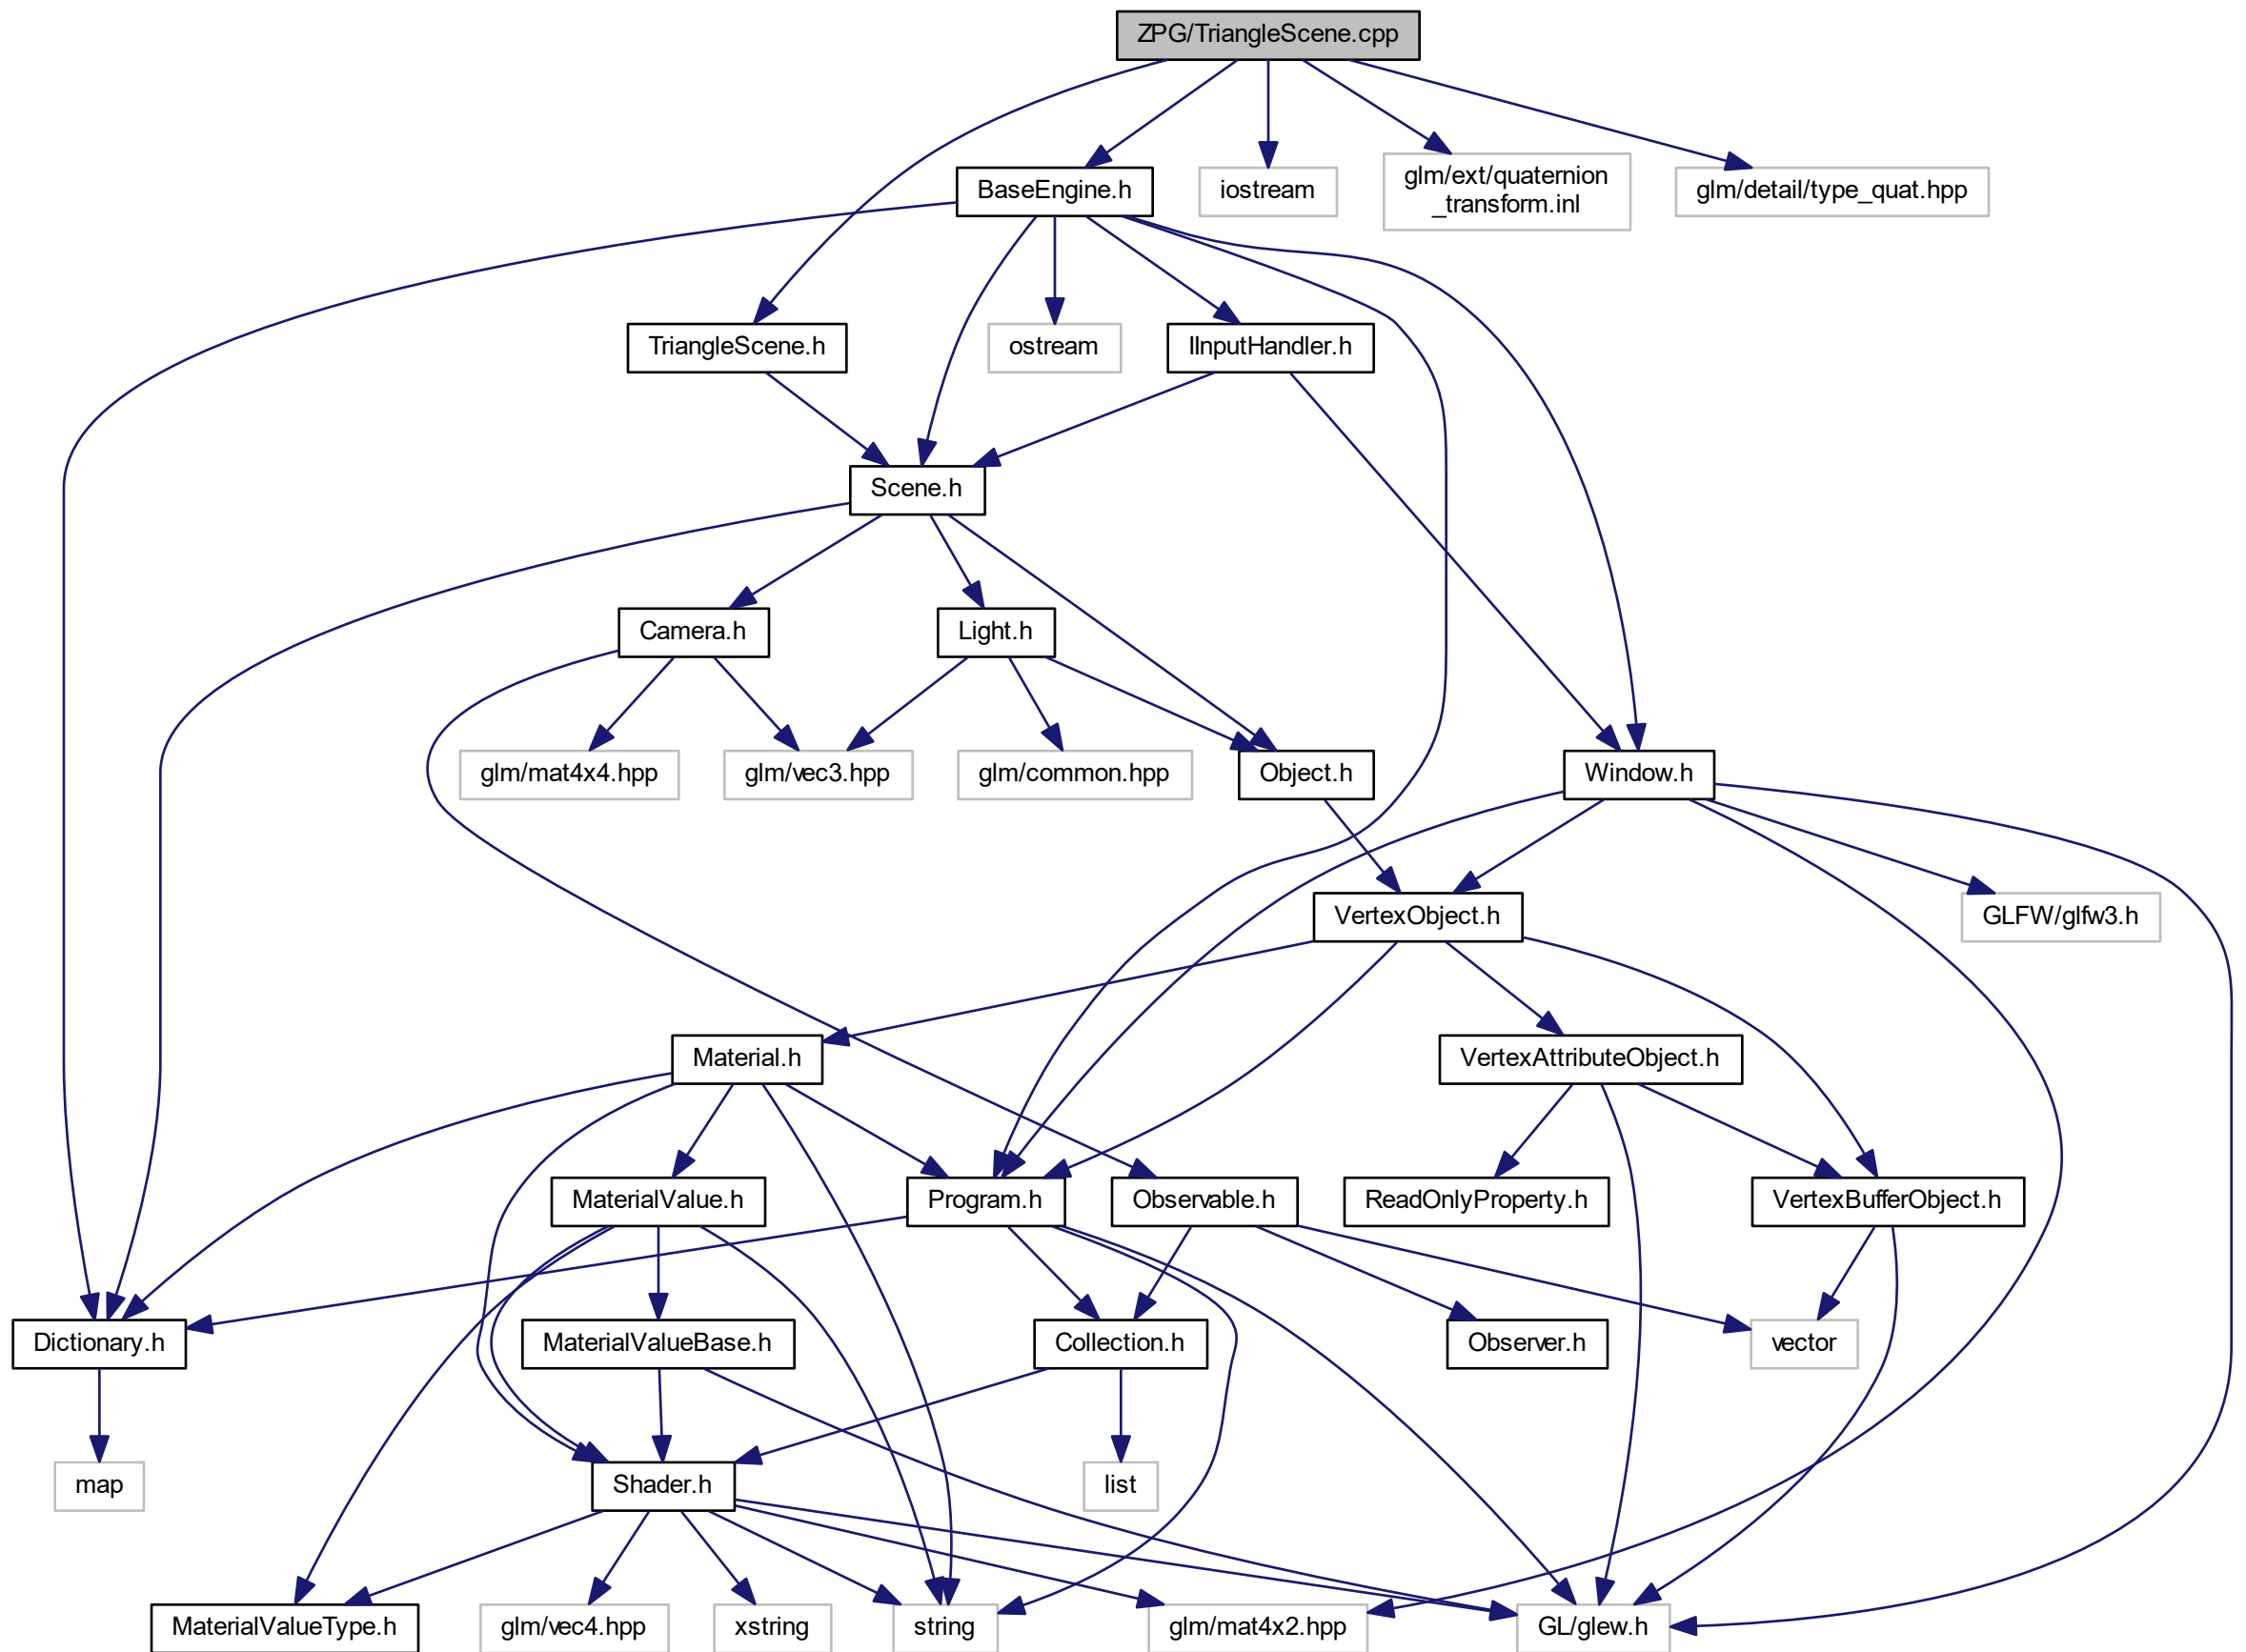 ZPG/TriangleScene.cpp
BaseEngine.h
iostream
glm/ext/quaternion
_transform.inl
glm/detail/type_quat.hpp
TriangleScene.h
ostream
IInputHandler.h
Scene.h
Camera.h
Light.h
glm/mat4x4.hpp
glm/vec3.hpp
glm/common.hpp
Object.h
Window.h
VertexObject.h
GLFW/glfw3.h
Material.h
VertexAttributeObject.h
MaterialValue.h
Program.h
Observable.h
ReadOnlyProperty.h
VertexBufferObject.h
Dictionary.h
MaterialValueBase.h
Collection.h
Observer.h
vector
map
Shader.h
list
MaterialValueType.h
glm/vec4.hpp
xstring
string
glm/mat4x2.hpp
GL/glew.h